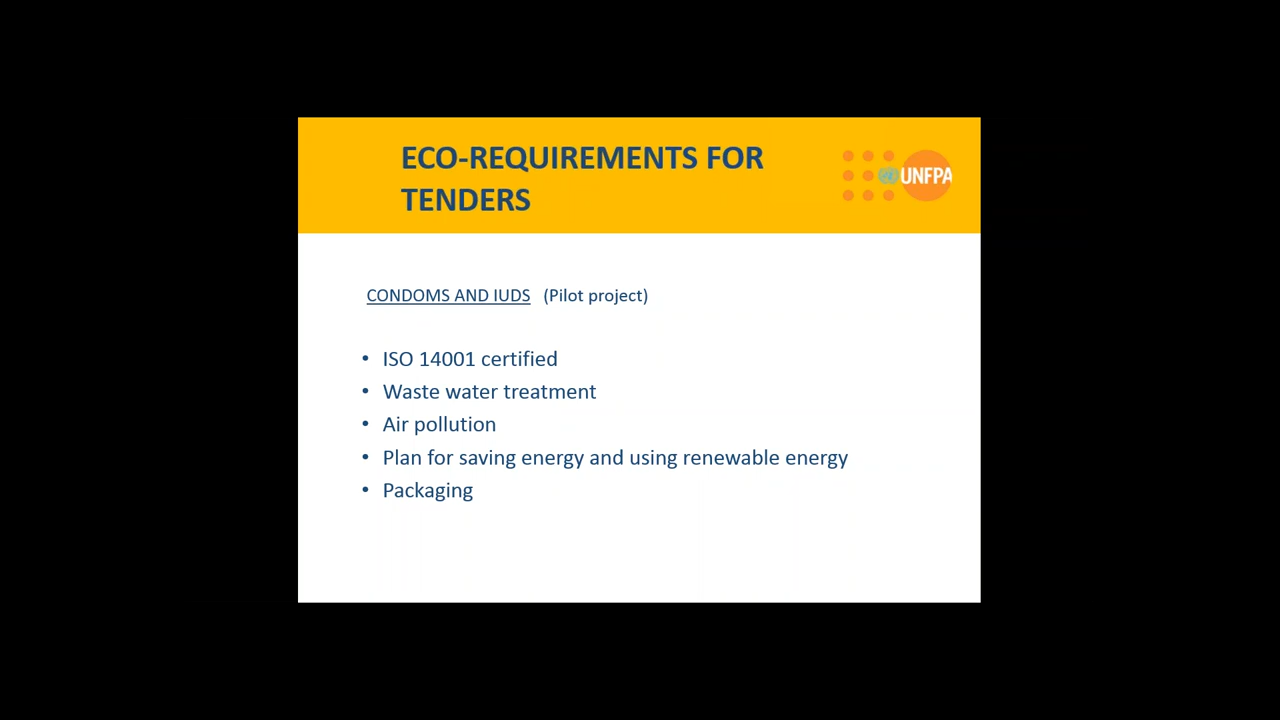 ECO-REQUIREMENTS FOR
TENDERS
UNFPA
CONDOMS AND IUDS (Pilot project)
• ISO 14001 certified
• Waste water treatment
• Air pollution
• Plan for saving energy and using renewable energy
• Packaging